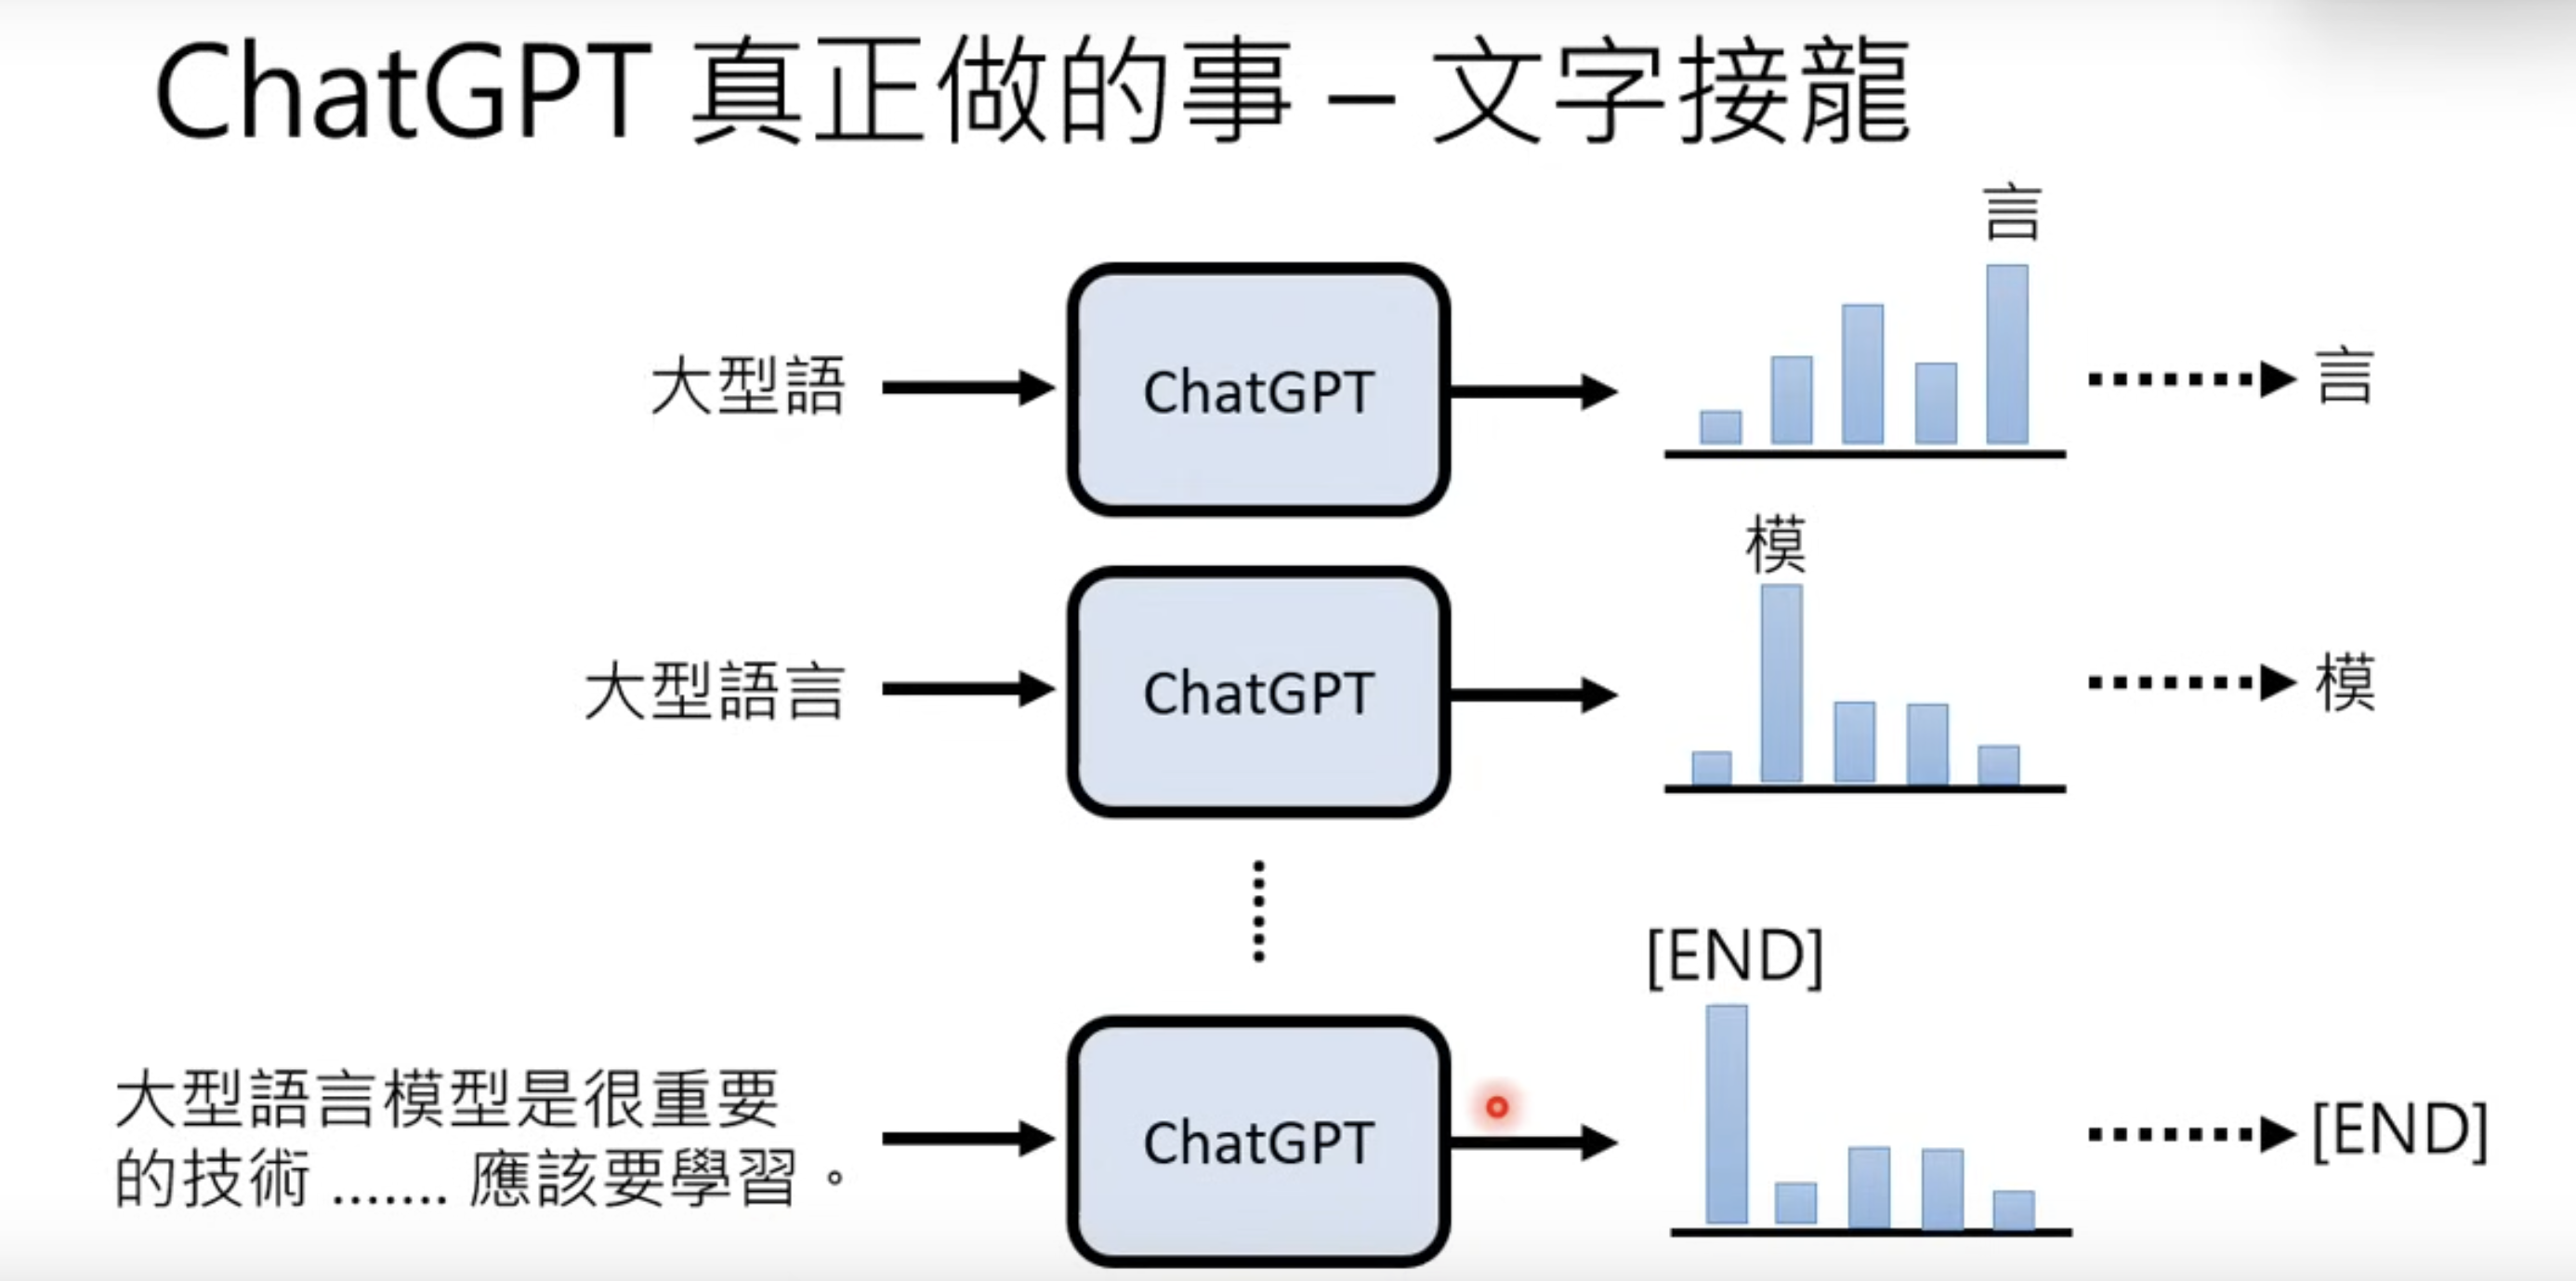 ChatGPT 真正做的事 – 文字接龍
言
大型語
ChatGPT
言
模
大型語言
ChatGPT
模
[END]
大型語言模型是很重要
的技術 ....... 應該要學習。
ChatGPT
[END]